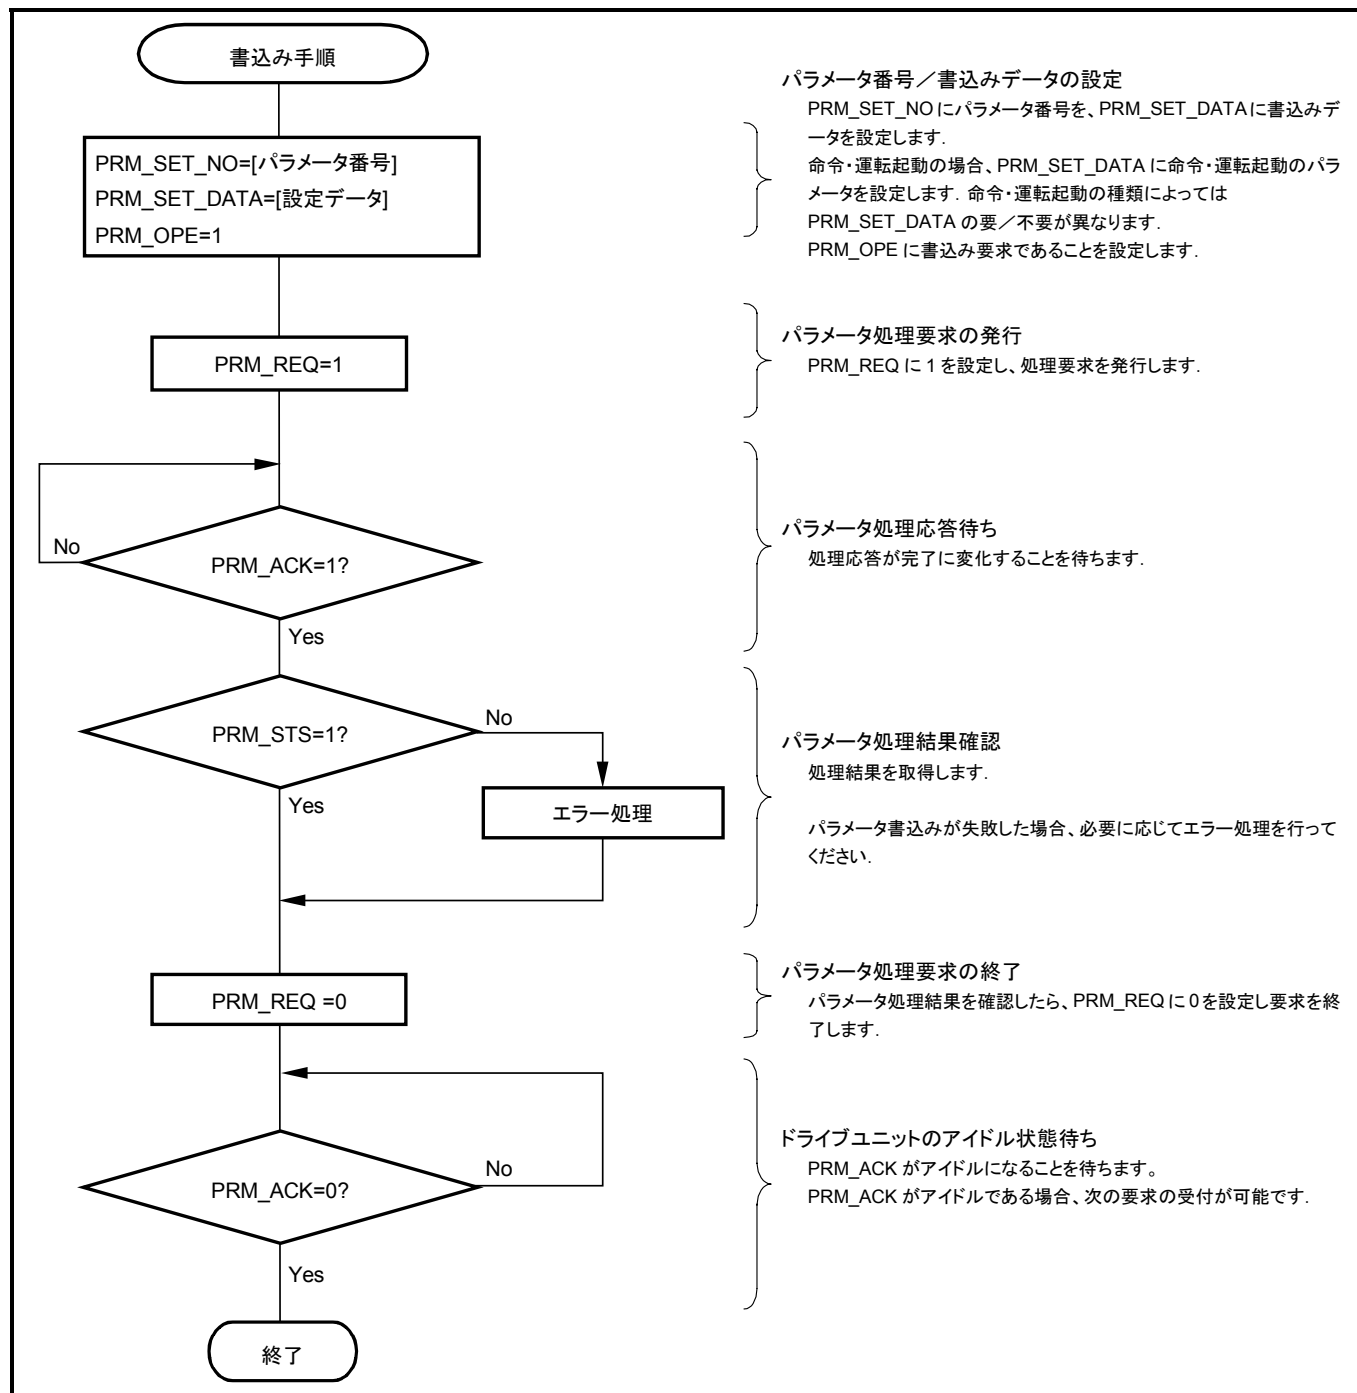 書込み手順
PRM_SET_NO=[パラメータ番号]
PRM_SET_DATA=[設定データ]
PRM_OPE=1
パラメータ番号／書込みデータの設定
PRM_SET_NO にパラメータ番号を、PRM_SET_DATA に書込みデ
ータを設定します.
命令・運転起動の場合、PRM_SET_DATA に命令・運転起動のパラ
メータを設定します. 命令・運転起動の種類によっては
PRM_SET_DATA の要／不要が異なります.
PRM_OPE に書込み要求であることを設定します.
PRM_REQ=1
パラメータ処理要求の発行
PRM_REQ に 1 を設定し、処理要求を発行します.
No
PRM_ACK=1?
Yes
パラメータ処理応答待ち
処理応答が完了に変化することを待ちます.
PRM_STS=1?
No
Yes
エラー処理
パラメータ処理結果確認
処理結果を取得します.
パラメータ書込みが失敗した場合、必要に応じてエラー処理を行って
ください.
PRM_REQ =0
パラメータ処理要求の終了
パラメータ処理結果を確認したら、PRM_REQ に 0 を設定し要求を終
了します.
PRM_ACK=0?
No
Yes
ドライブユニットのアイドル状態待ち
PRM_ACK がアイドルになることを待ちます。
PRM_ACK がアイドルである場合、次の要求の受付が可能です.
終了